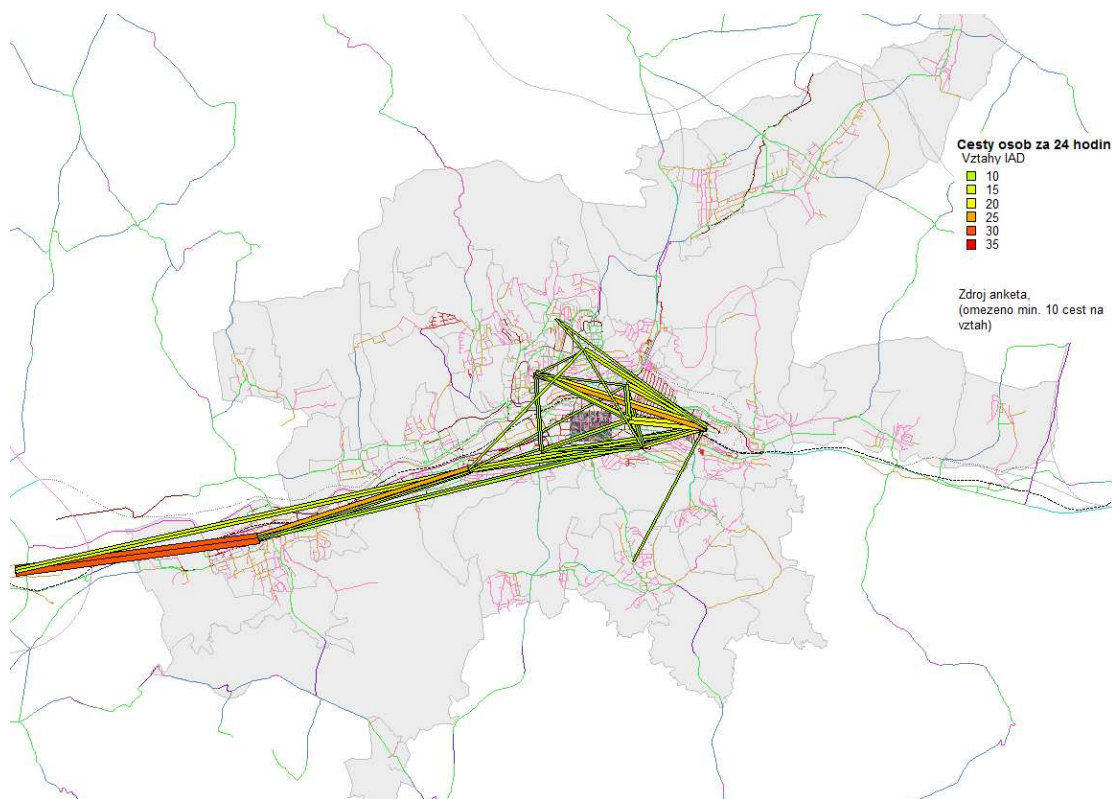 Cesty osob za 24 hodin
Vztahy IAD
10
15
20
25
30
35
Zdroj anketa,
(omezeno min. 10 cest na
vztah)